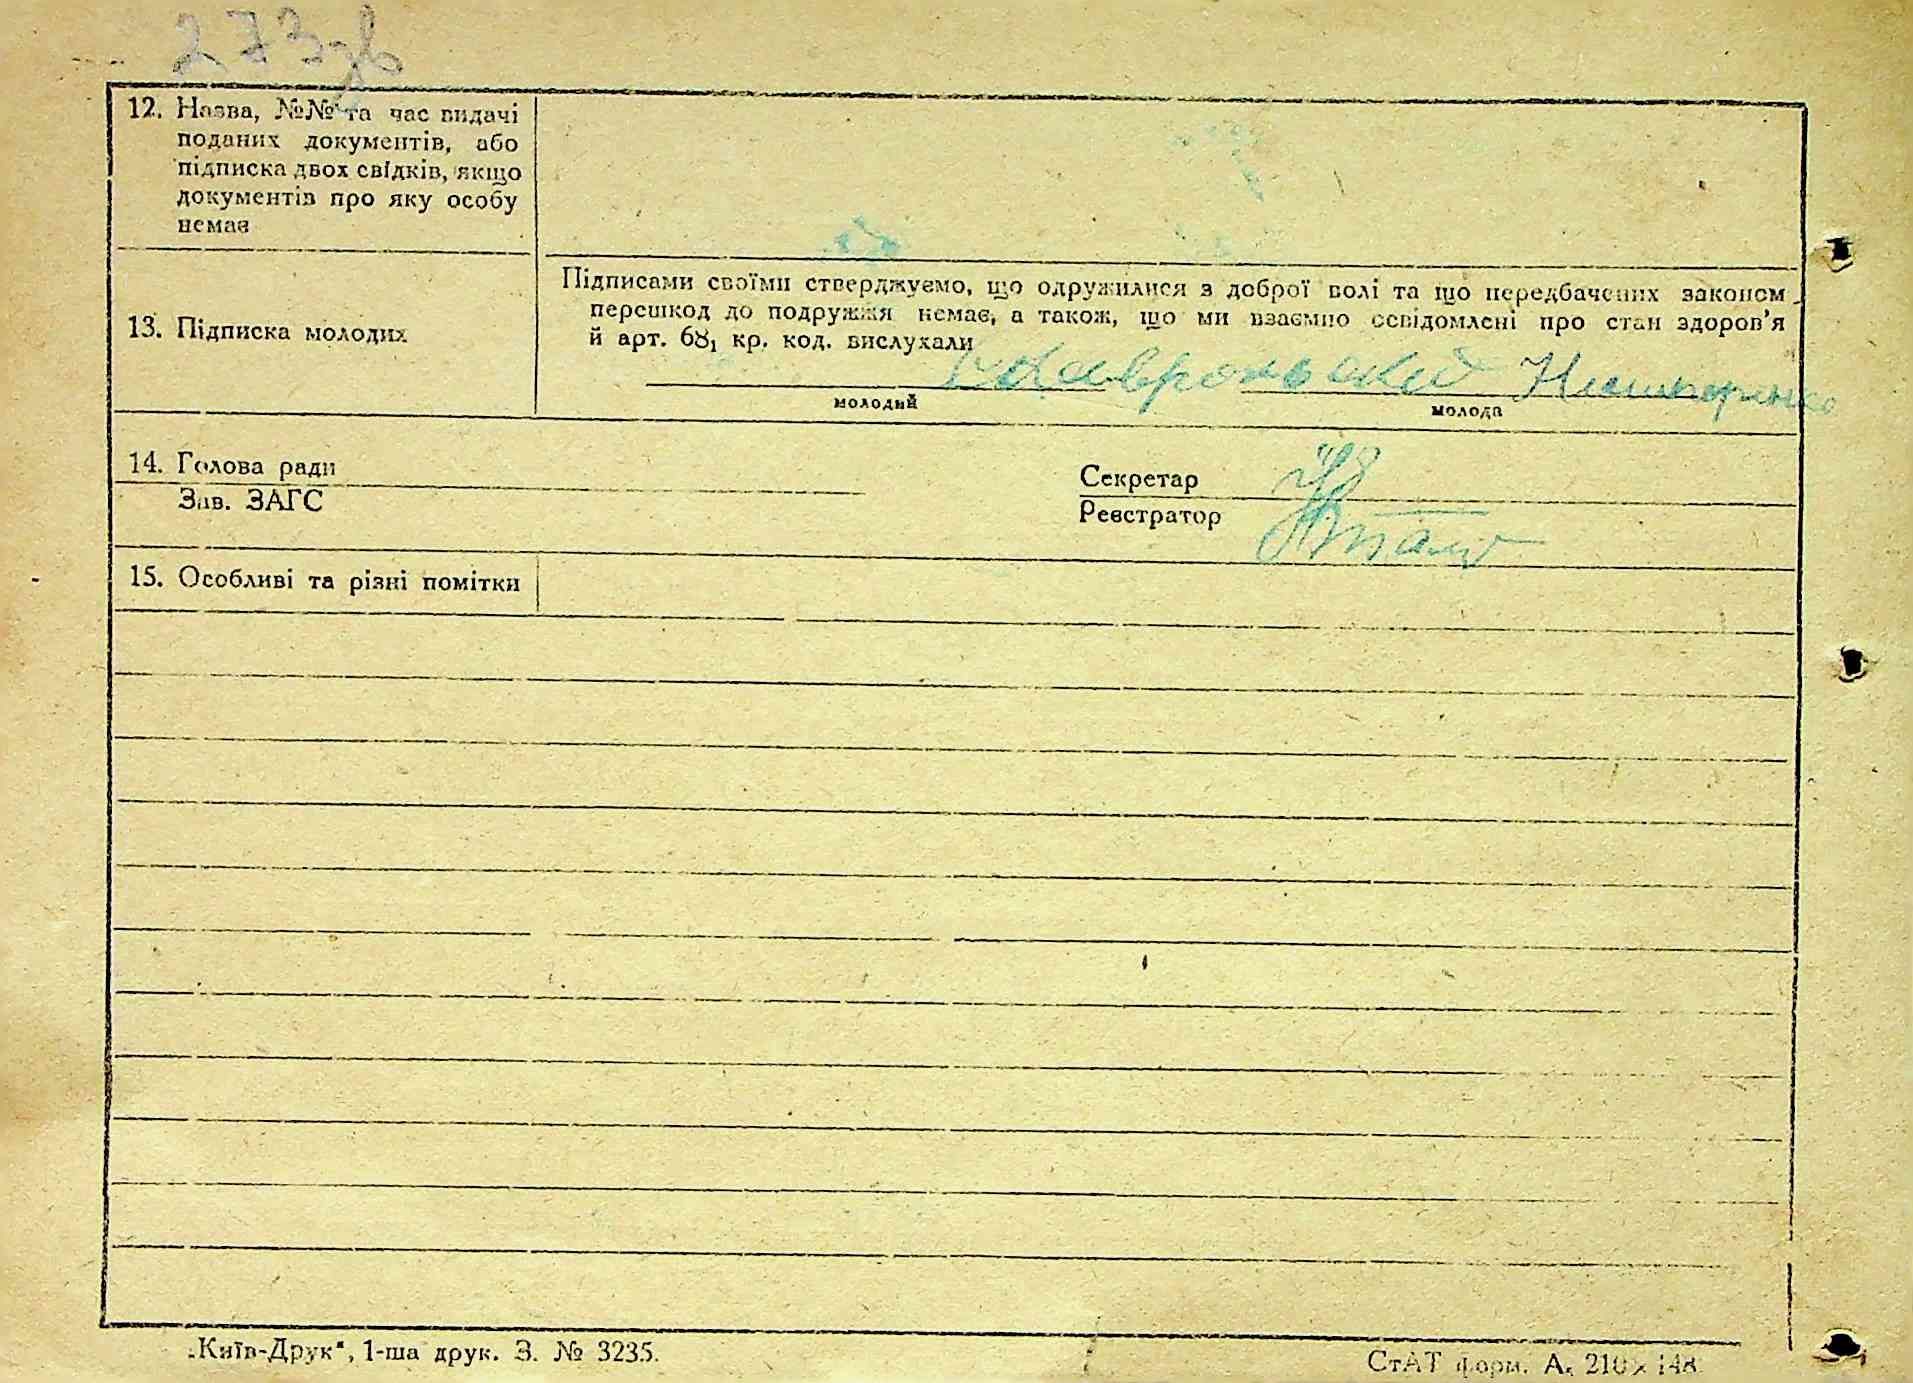 273зв
12. Назва, №№ та час видачі
поданих документів, або
підписка двох свідків, якщо
документів про яку особу
немає
13. Підписка молодих
Підписами своїми стверджуємо, що одружилися з доброї волі та що передбачених законом
перешкод до подружжя немає, а також, що ми взаємно освідомлені про стан здоров'я
й арт. 68₁ кр. код. вислухали
молодий
молода
14. Голова ради
Зав. ЗАГС
Секретар
Реєстратор
15. Особливі та різні помітки
„Київ-Друк“, 1-ша друк. З. № 3235.
СтАТ форм. А₅ 210×148